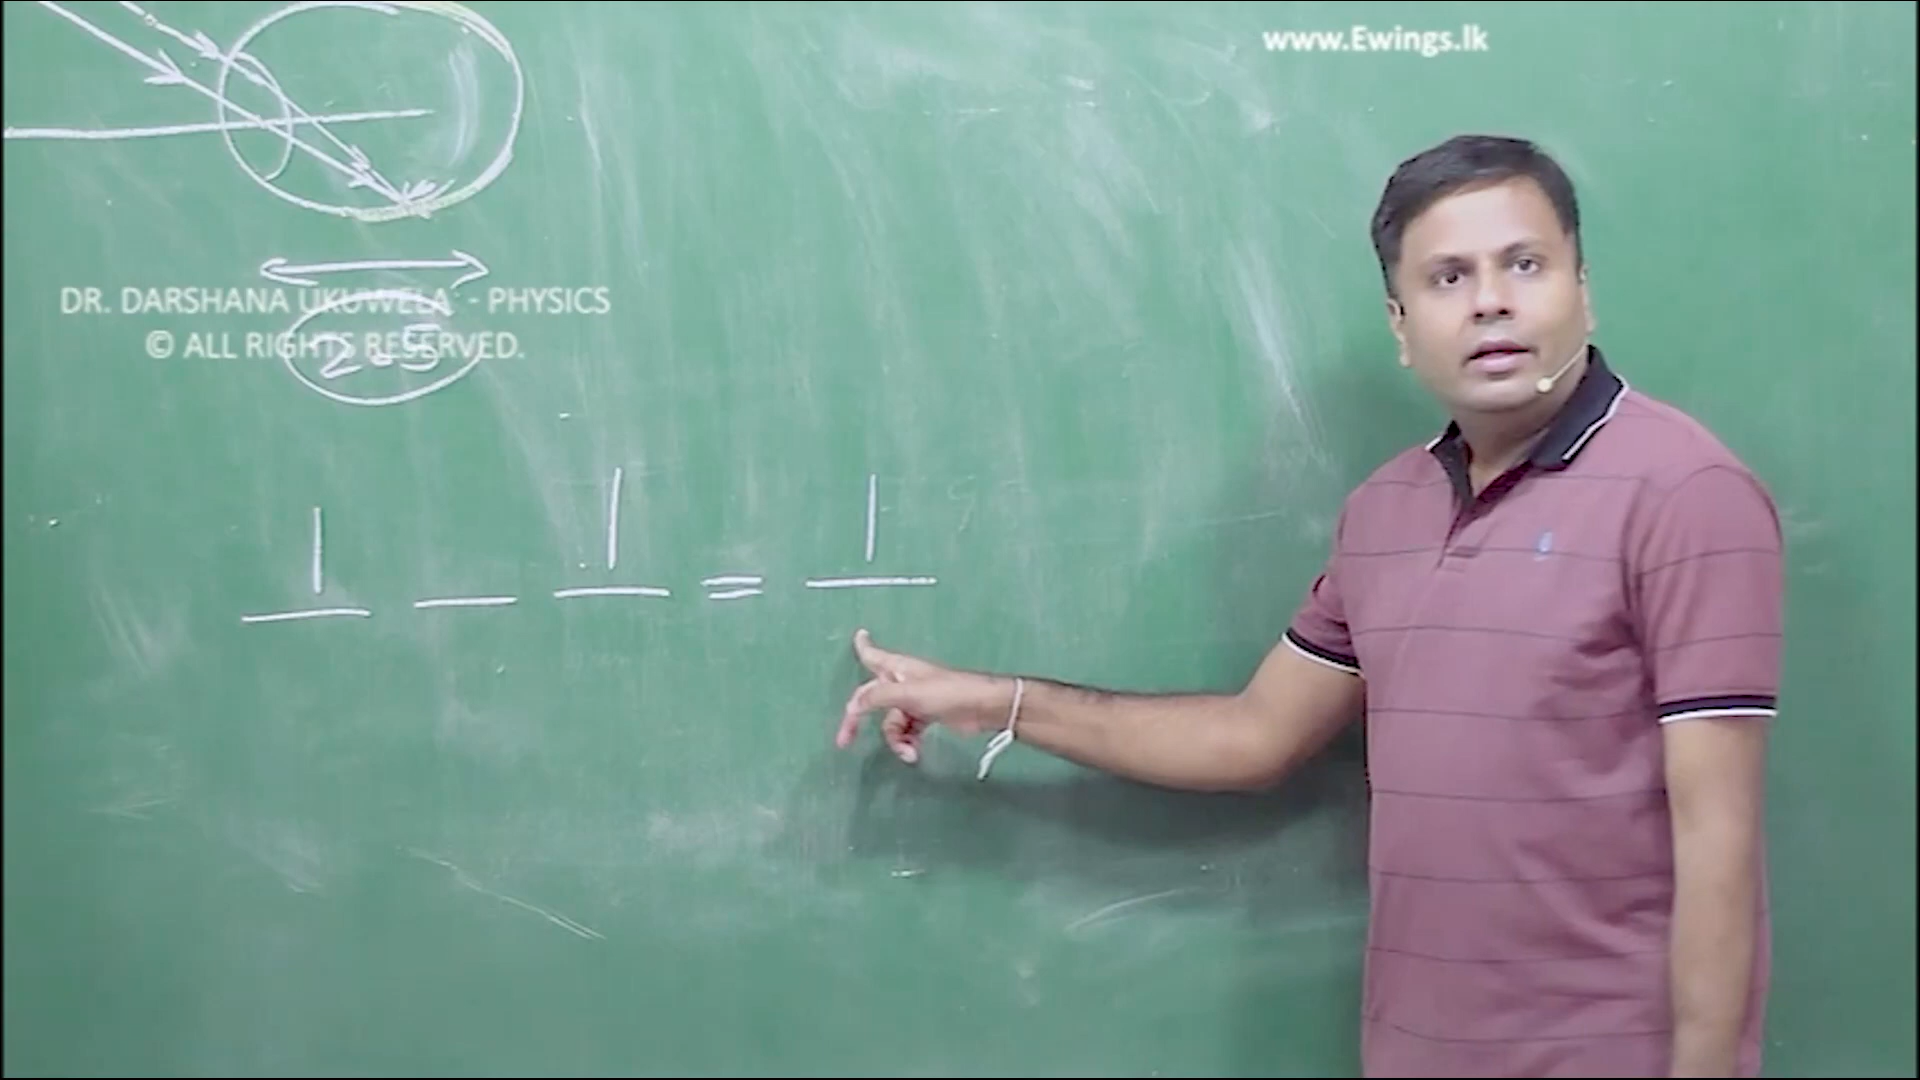 www.Ewings.lk
DR. DARSHANA UKUWELA - PHYSICS
© ALL RIGHTS RESERVED.
2.5
1 — 1 = 1